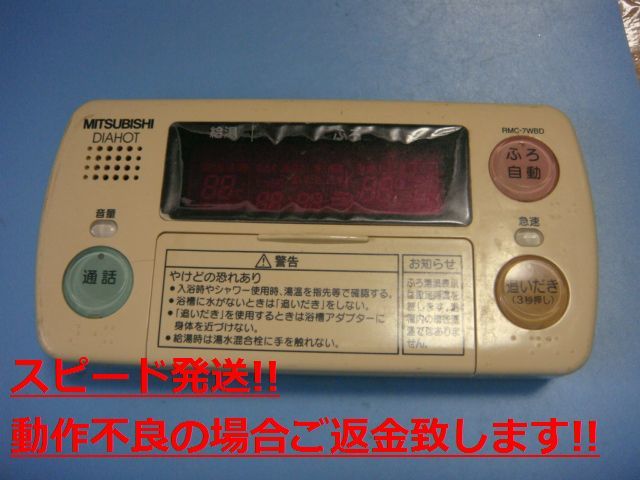 MITSUBISHI
DIAHOT
給湯
ふろ
RMC-7WBD
ふろ
自動
音量
急速
通話
追いだき
(3秒押し)
⚠警告
やけどの恐れあり
●入浴時やシャワー使用時、湯温を指先等で確認する。
●浴槽に水がないときは「追いだき」をしない。
●「追いだき」を使用するときは浴槽アダプターに
身体を近づけない。
●給湯時は湯水混合栓に手を触れない。
お知らせ
スピード発送!!
動作不良の場合ご返金致します!!